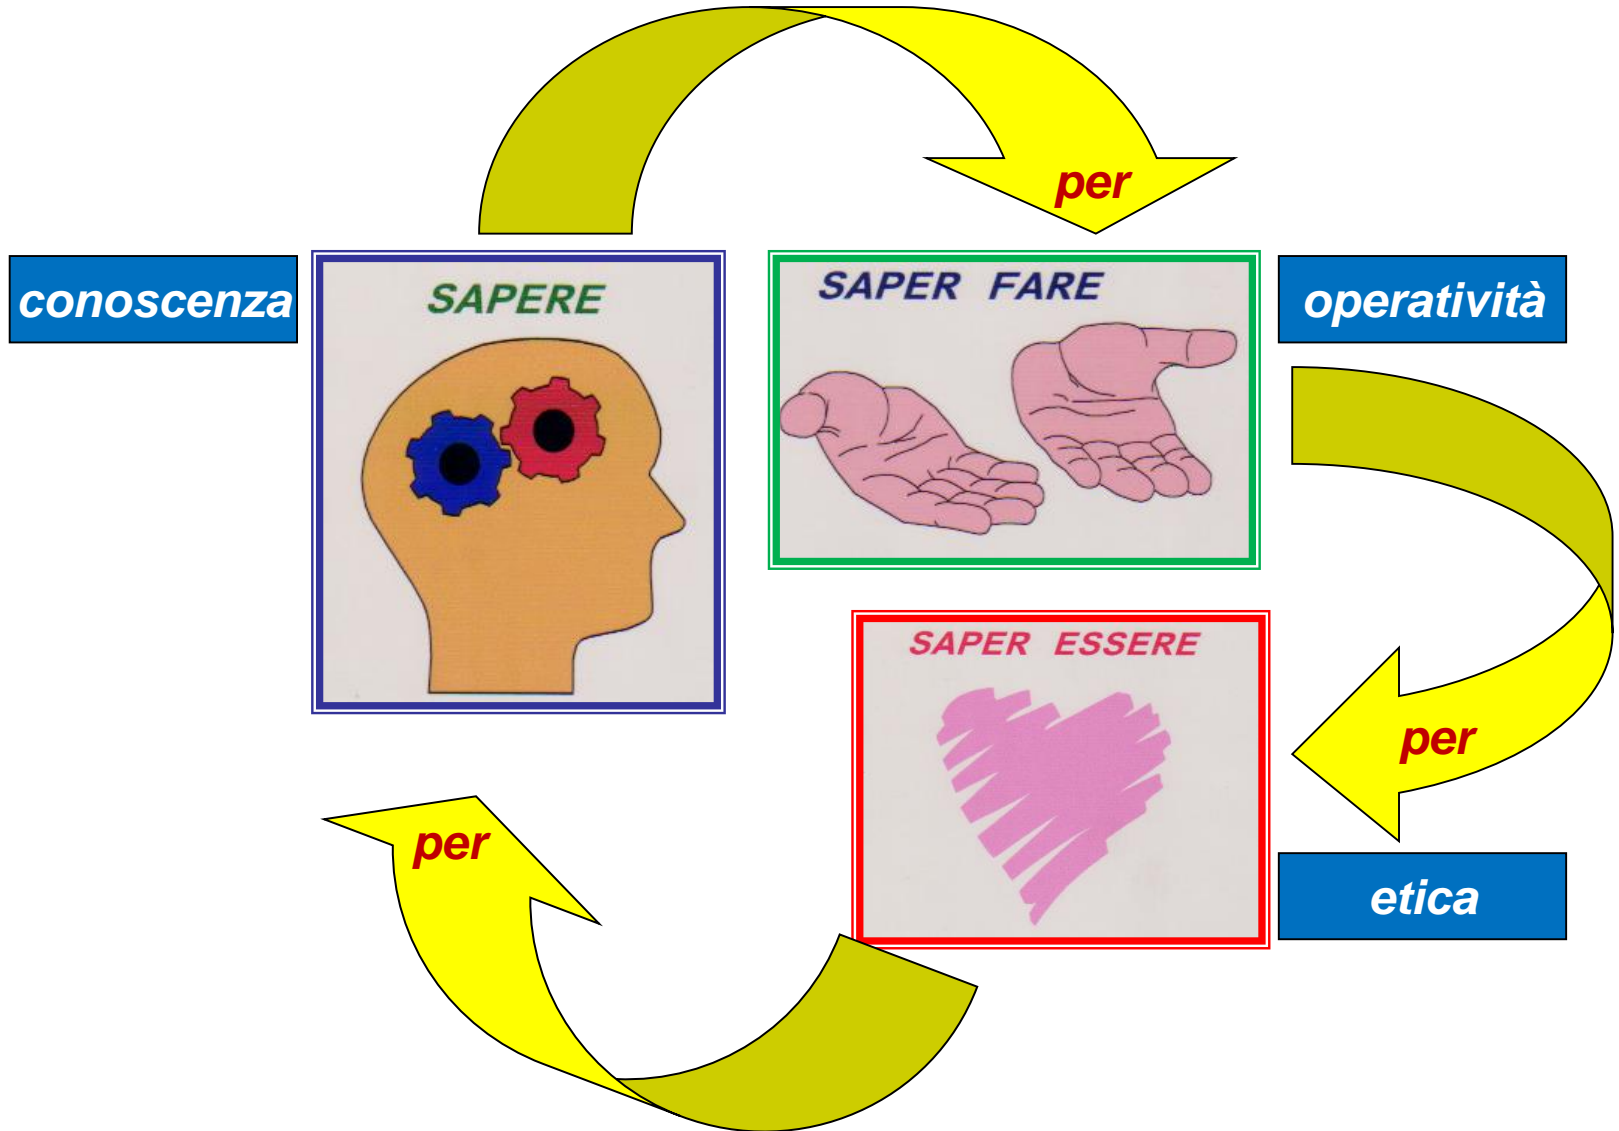 per
conoscenza
SAPERE
SAPER FARE
operatività
SAPER ESSERE
per
per
etica